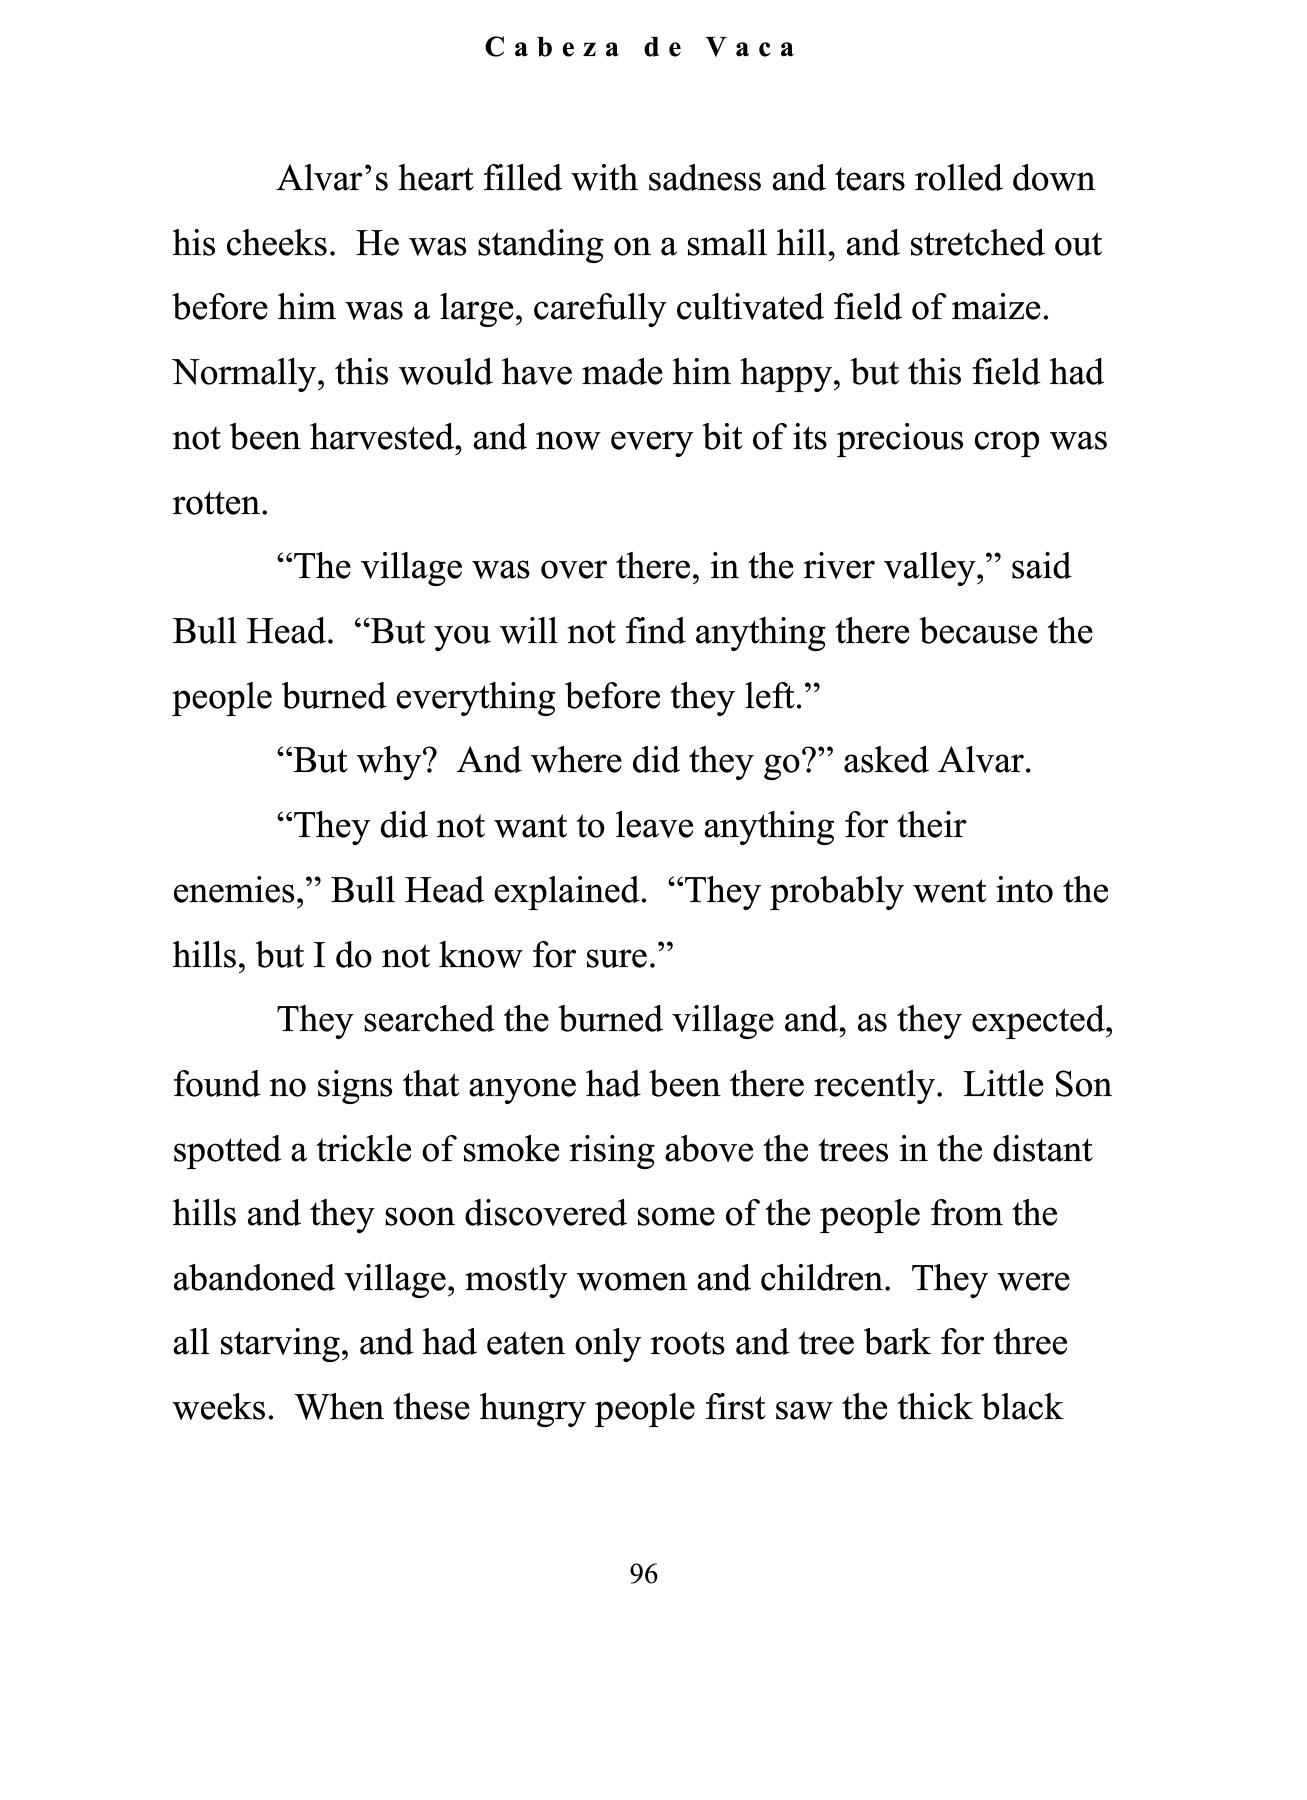 Cabeza de Vaca
Alvar’s heart filled with sadness and tears rolled down
his cheeks.  He was standing on a small hill, and stretched out
before him was a large, carefully cultivated field of maize.
Normally, this would have made him happy, but this field had
not been harvested, and now every bit of its precious crop was
rotten.
“The village was over there, in the river valley,” said
Bull Head.  “But you will not find anything there because the
people burned everything before they left.”
“But why?  And where did they go?” asked Alvar.
“They did not want to leave anything for their
enemies,” Bull Head explained.  “They probably went into the
hills, but I do not know for sure.”
They searched the burned village and, as they expected,
found no signs that anyone had been there recently.  Little Son
spotted a trickle of smoke rising above the trees in the distant
hills and they soon discovered some of the people from the
abandoned village, mostly women and children.  They were
all starving, and had eaten only roots and tree bark for three
weeks.  When these hungry people first saw the thick black
96